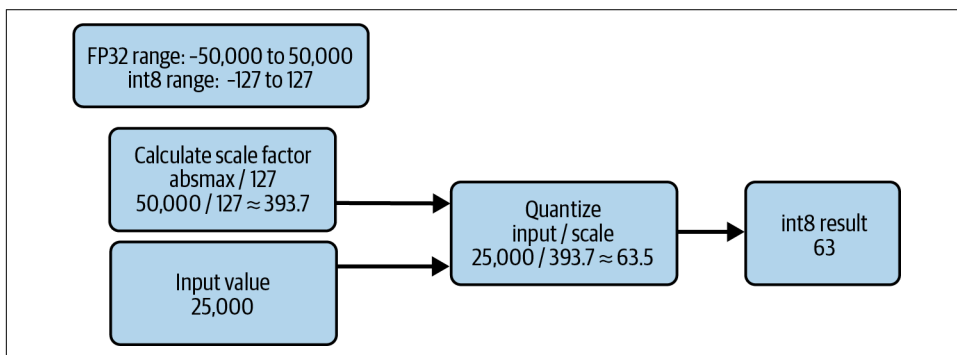 FP32 range: –50,000 to 50,000
int8 range: –127 to 127
Calculate scale factor
absmax / 127
50,000 / 127 ≈ 393.7
Input value
25,000
Quantize
input / scale
25,000 / 393.7 ≈ 63.5
int8 result
63